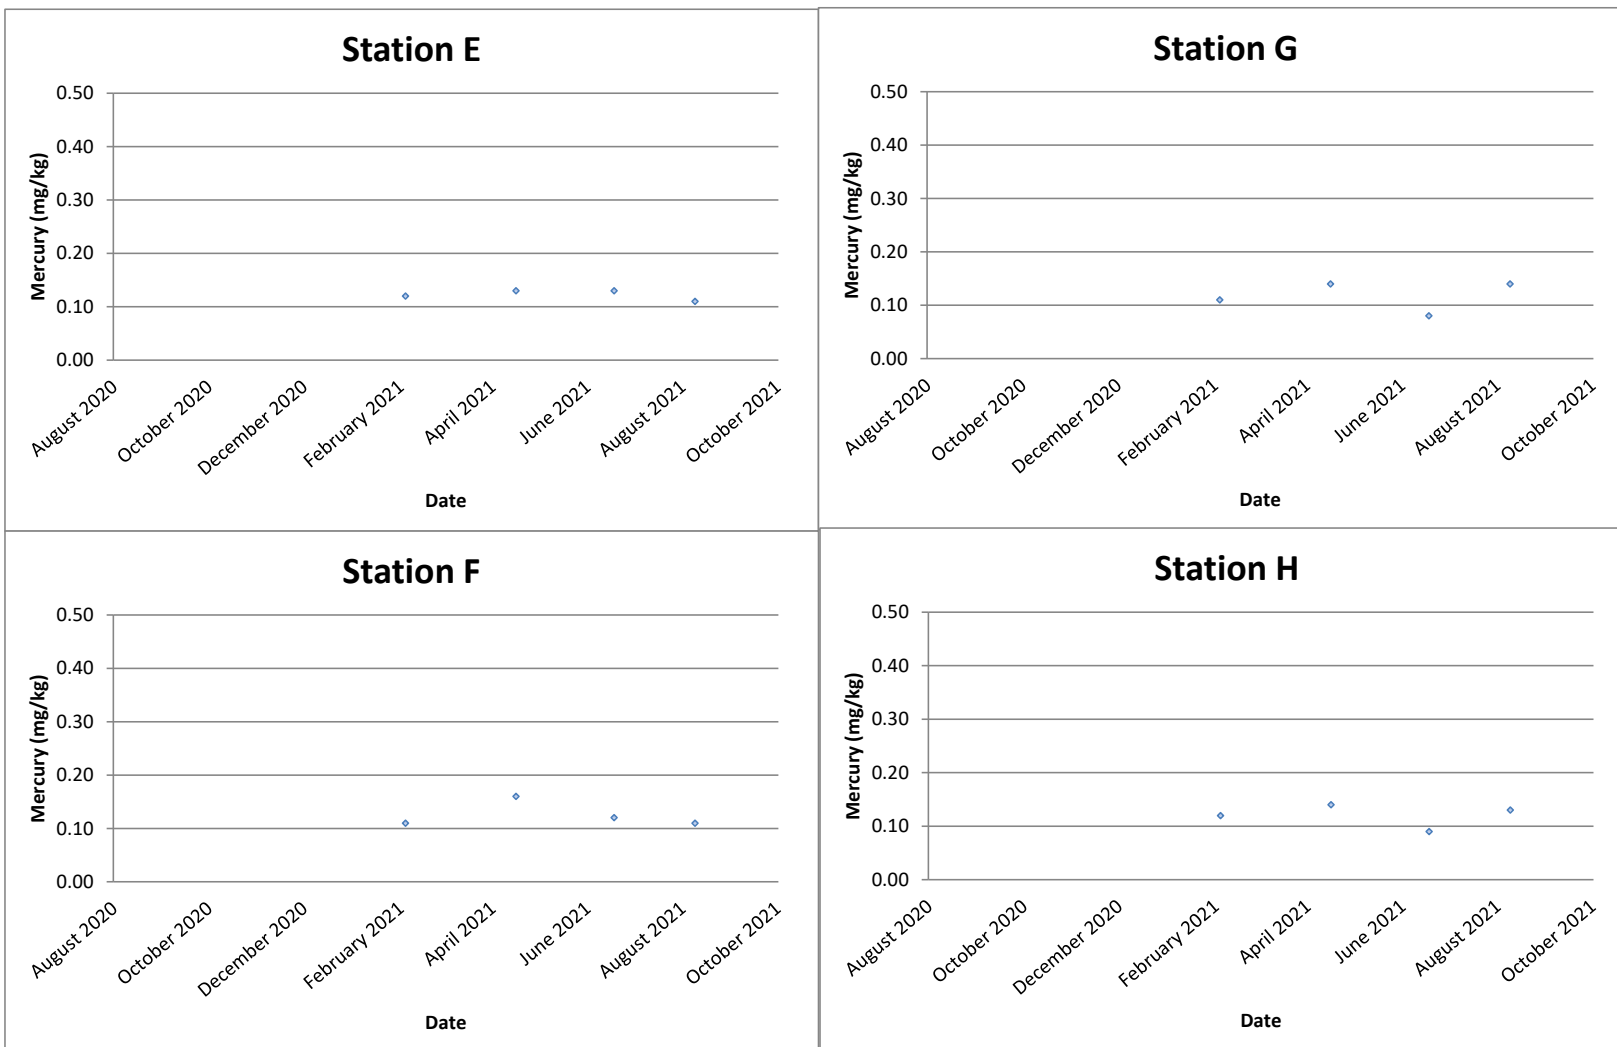 Station E
Mercury (mg/kg)
0.50
0.40
0.30
0.20
0.10
0.00
August 2020
October 2020
December 2020
February 2021
April 2021
June 2021
August 2021
October 2021
Date
Station G
Mercury (mg/kg)
0.50
0.40
0.30
0.20
0.10
0.00
August 2020
October 2020
December 2020
February 2021
April 2021
June 2021
August 2021
October 2021
Date
Station F
Mercury (mg/kg)
0.50
0.40
0.30
0.20
0.10
0.00
August 2020
October 2020
December 2020
February 2021
April 2021
June 2021
August 2021
October 2021
Date
Station H
Mercury (mg/kg)
0.50
0.40
0.30
0.20
0.10
0.00
August 2020
October 2020
December 2020
February 2021
April 2021
June 2021
August 2021
October 2021
Date